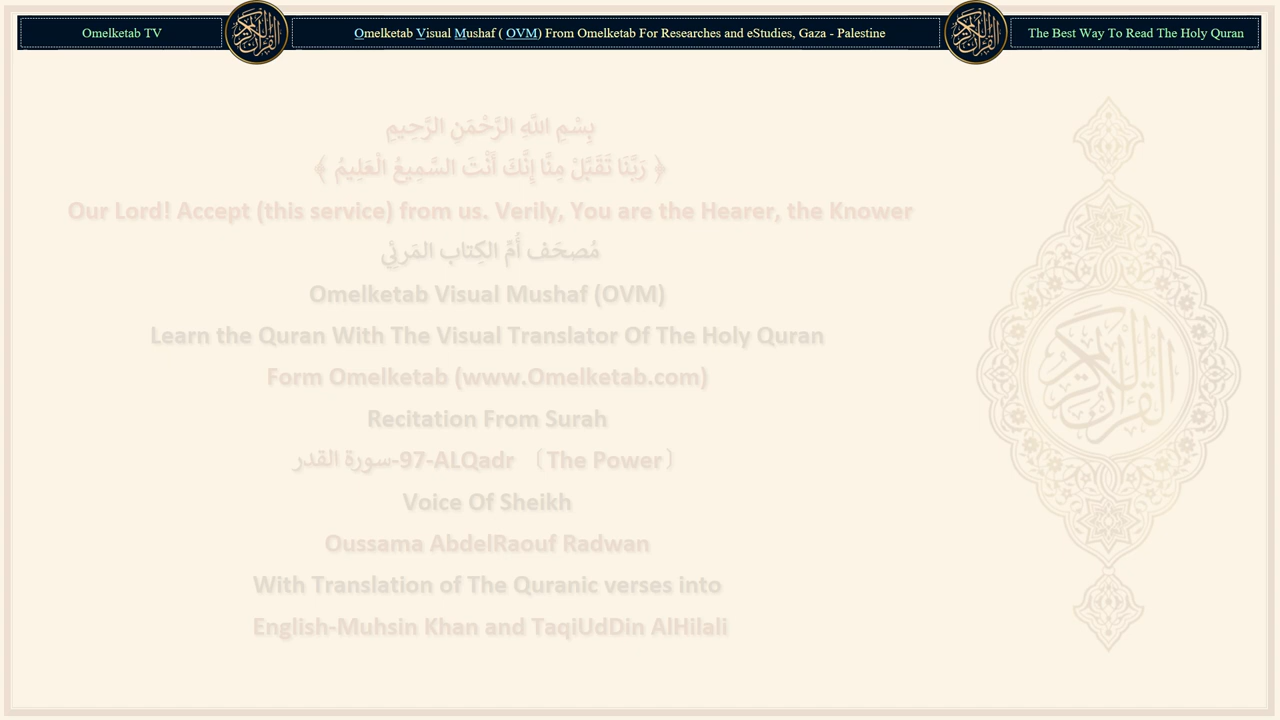 Omelketab TV
Omelketab Visual Mushaf ( OVM) From Omelketab For Researches and eStudies, Gaza - Palestine
The Best Way To Read The Holy Quran
بِسْمِ اللَّهِ الرَّحْمَنِ الرَّحِيمِ
﴿ رَبَّنَا تَقَبَّلْ مِنَّا إِنَّكَ أَنْتَ السَّمِيعُ الْعَلِيمُ ﴾
Our Lord! Accept (this service) from us. Verily, You are the Hearer, the Knower
مُصحَف أُمِّ الكِتاب المَرئِي
Omelketab Visual Mushaf (OVM)
Learn the Quran With The Visual Translator Of The Holy Quran
Form Omelketab (www.Omelketab.com)
Recitation From Surah
سورة القدر-97-ALQadr 〔The Power〕
Voice Of Sheikh
Oussama AbdelRaouf Radwan
With Translation of The Quranic verses into
English-Muhsin Khan and TaqiUdDin AlHilali
القرآن الكريم